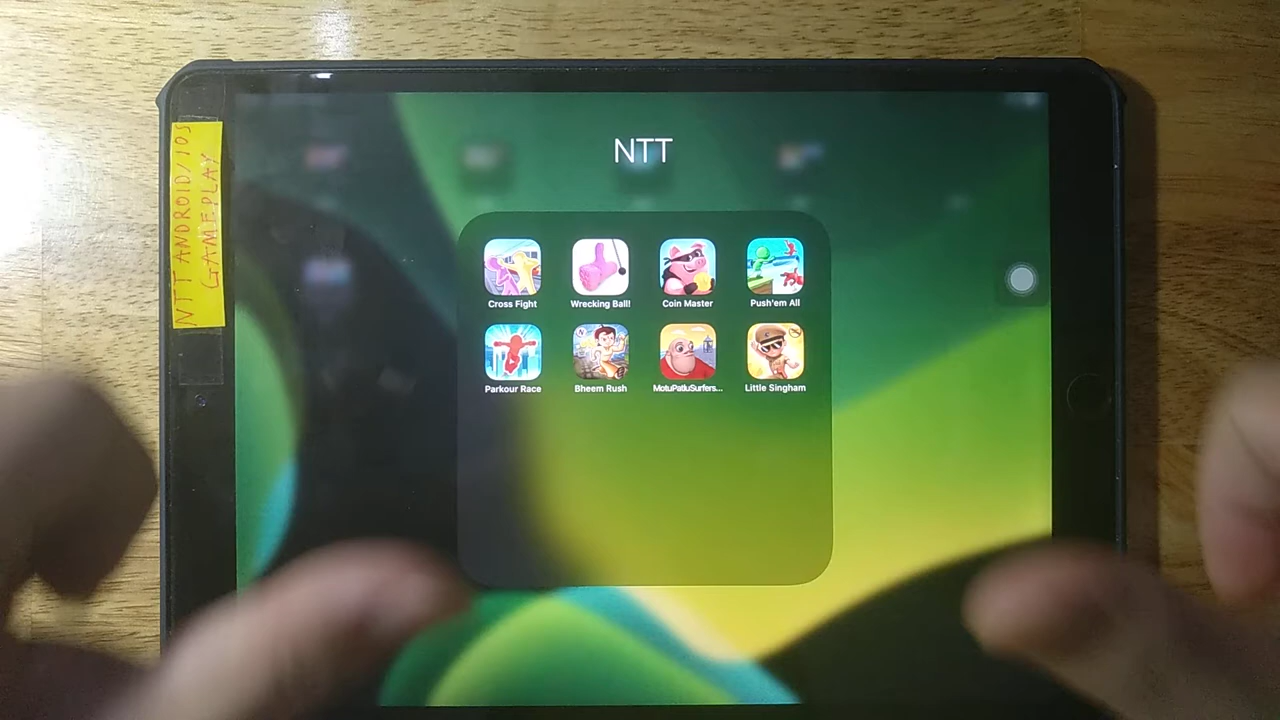 NTT ANDROID/IOS
GAMEPLAY
NTT
Cross Fight
Wrecking Ball!
Coin Master
Push'em All
Parkour Race
Bheem Rush
MotuPatluSurfers...
Little Singham